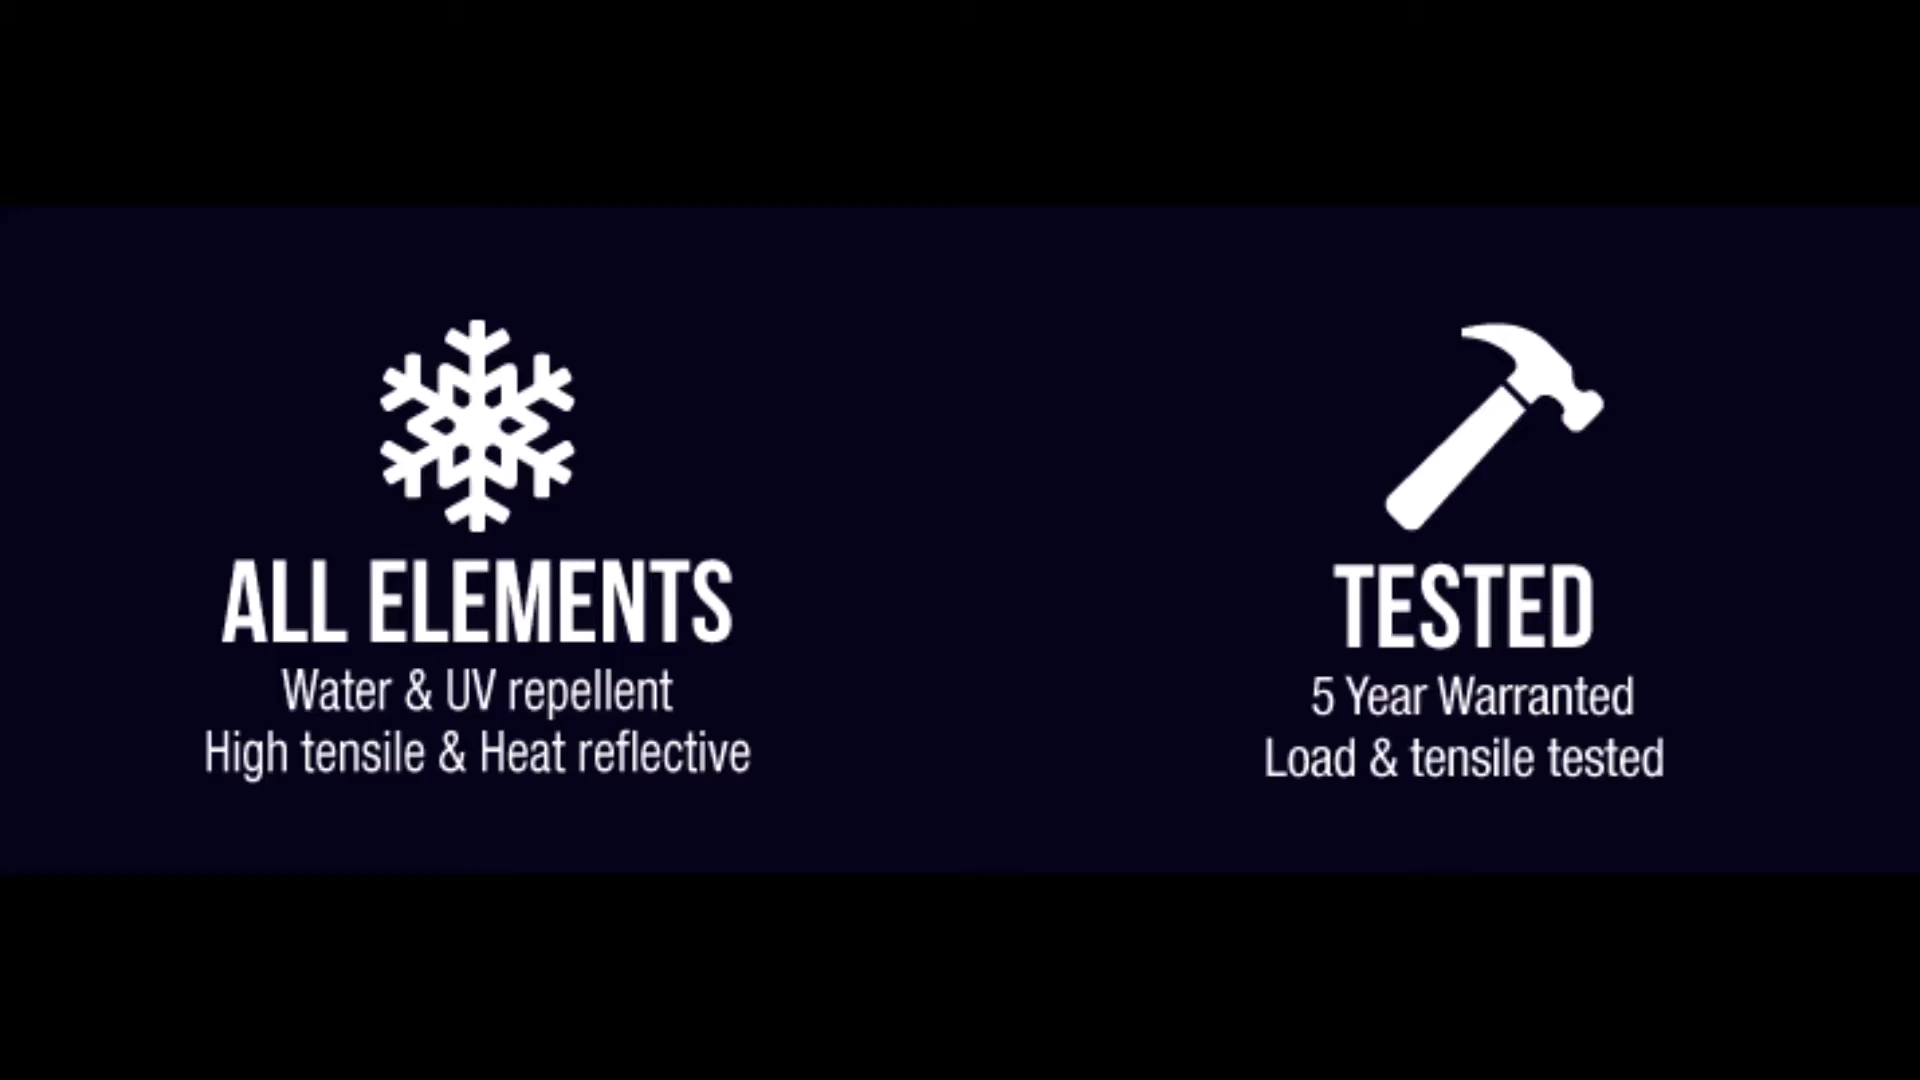 ALL ELEMENTS
Water & UV repellent
High tensile & Heat reflective
TESTED
5 Year Warranted
Load & tensile tested